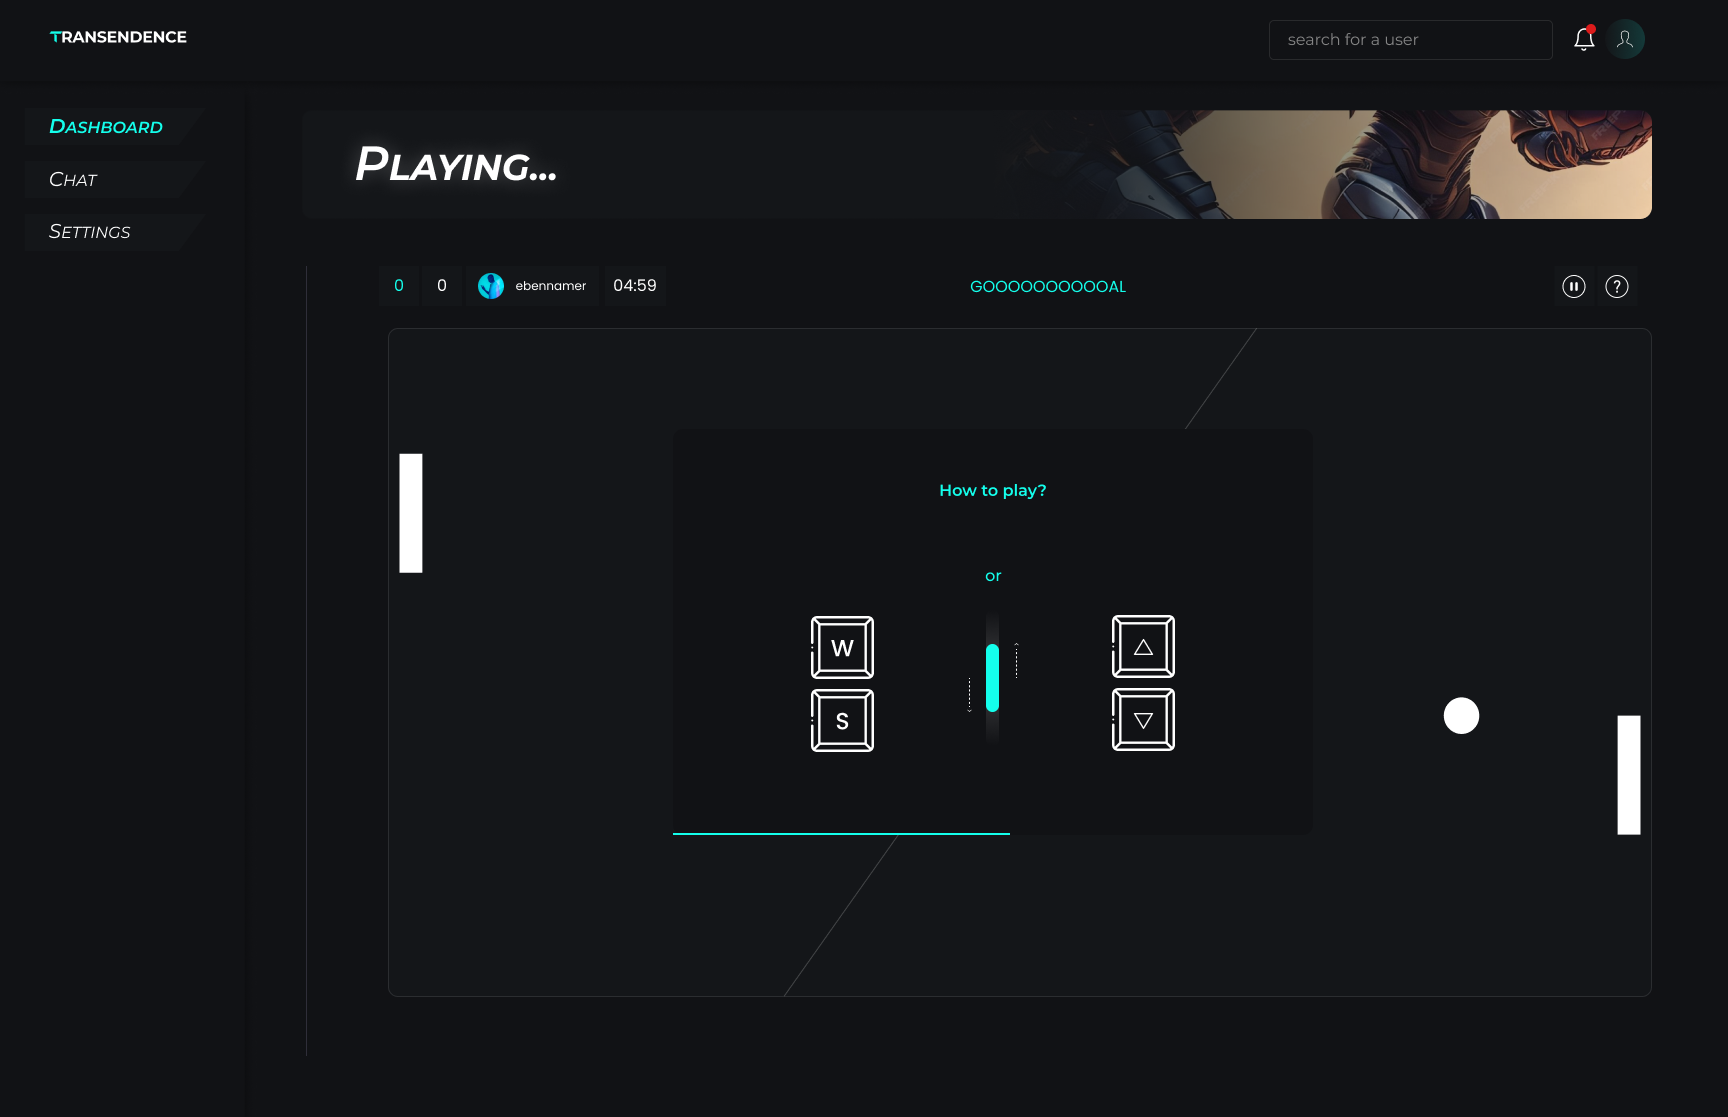 TRANSENDENCE
search for a user
DASHBOARD
CHAT
SETTINGS
PLAYING...
0
0
ebennamer
04:59
GOOOOOOOOOOAL
?
How to play?
or
W
S